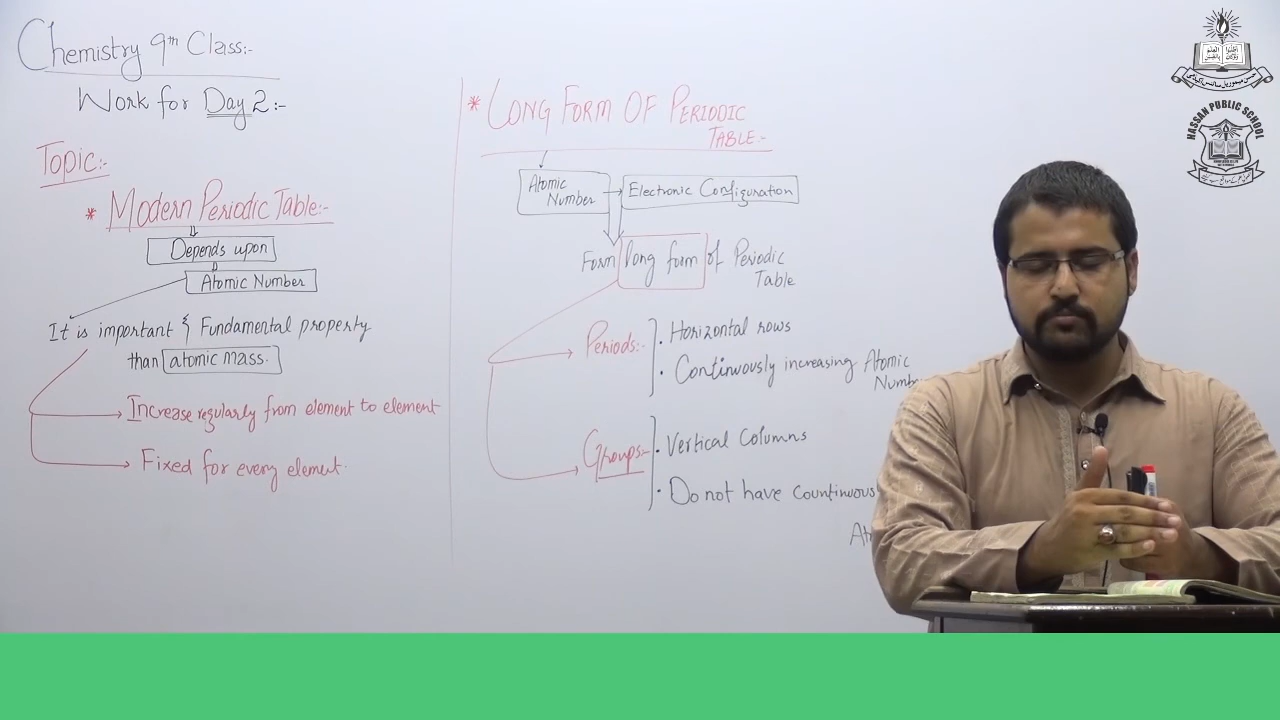 Chemistry 9th Class:-
Work for Day 2:-
Topic:-
* Modern Periodic Table:-
Depends upon
Atomic Number
It is important & Fundamental property
than atomic mass.
Increase regularly from element to element
Fixed for every element.
* LONG FORM OF PERIODIC
TABLE:-
Atomic
Number
Electronic Configuration
Form long form of Periodic
Table
Periods:-
· Horizontal rows
· Continuously increasing Atomic
Number
Groups:-
· Vertical Columns
· Do not have countinuous
HASSAN PUBLIC SCHOOL